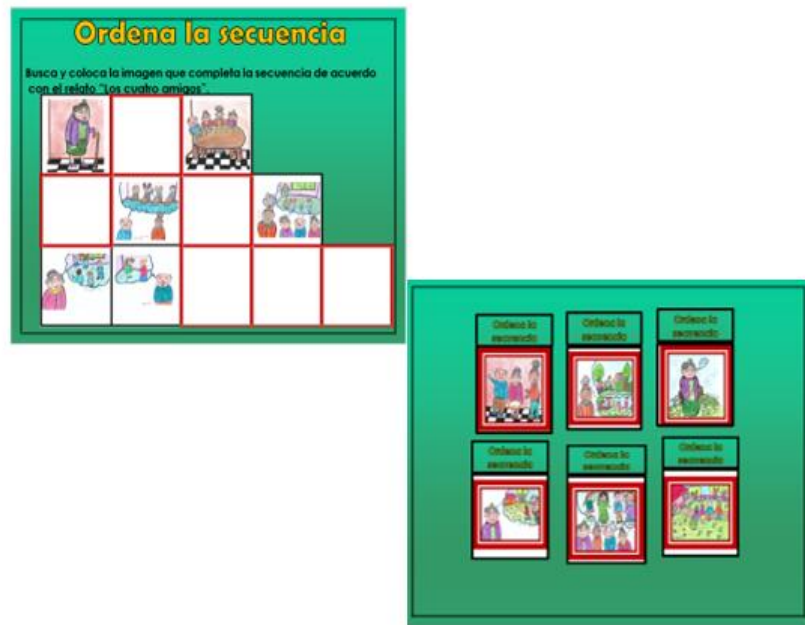 Ordena la secuencia
Busca y coloca la imagen que completa la secuencia de acuerdo
con el relato "Los cuatro amigos".
Ordena la
secuencia
Ordena la
secuencia
Ordena la
secuencia
Ordena la
secuencia
Ordena la
secuencia
Ordena la
secuencia